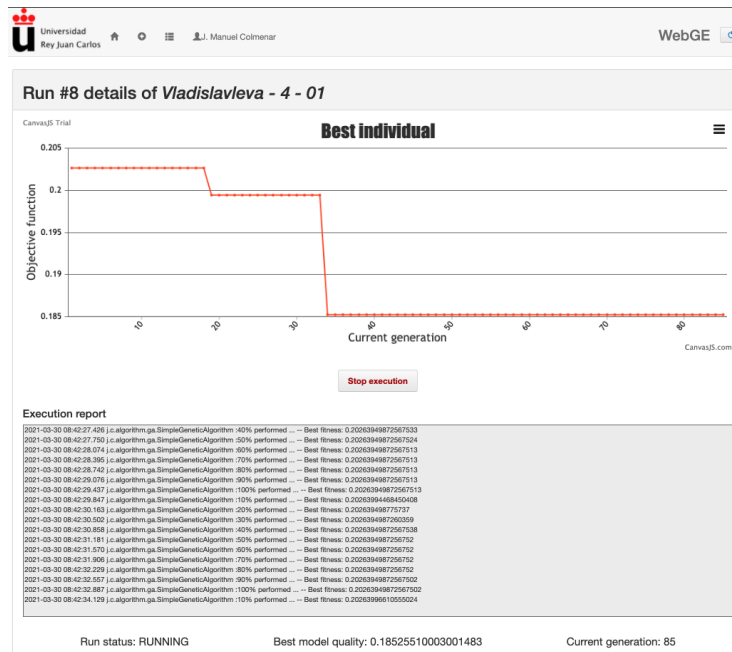 Universidad
Rey Juan Carlos
J. Manuel Colmenar
WebGE
Run #8 details of Vladislavleva - 4 - 01
CanvasJS Trial
Best individual
0.205
0.2
0.195
0.19
0.185
Objective function
10 20 30 40 50 60 70 80
Current generation
CanvasJS.com
Stop execution
Execution report
2021-03-30 08:42:27.426 j.c.algorithm.ga.SimpleGeneticAlgorithm :40% performed ... -- Best fitness: 0.20263949872567533
2021-03-30 08:42:27.750 j.c.algorithm.ga.SimpleGeneticAlgorithm :50% performed ... -- Best fitness: 0.20263949872567524
2021-03-30 08:42:28.074 j.c.algorithm.ga.SimpleGeneticAlgorithm :60% performed ... -- Best fitness: 0.20263949872567513
2021-03-30 08:42:28.395 j.c.algorithm.ga.SimpleGeneticAlgorithm :70% performed ... -- Best fitness: 0.20263949872567513
2021-03-30 08:42:28.742 j.c.algorithm.ga.SimpleGeneticAlgorithm :80% performed ... -- Best fitness: 0.20263949872567513
2021-03-30 08:42:29.076 j.c.algorithm.ga.SimpleGeneticAlgorithm :90% performed ... -- Best fitness: 0.20263949872567513
2021-03-30 08:42:29.437 j.c.algorithm.ga.SimpleGeneticAlgorithm :100% performed ... -- Best fitness: 0.20263949872567513
2021-03-30 08:42:29.847 j.c.algorithm.ga.SimpleGeneticAlgorithm :10% performed ... -- Best fitness: 0.20263994468450408
2021-03-30 08:42:30.163 j.c.algorithm.ga.SimpleGeneticAlgorithm :20% performed ... -- Best fitness: 0.2026394987757​37
2021-03-30 08:42:30.502 j.c.algorithm.ga.SimpleGeneticAlgorithm :30% performed ... -- Best fitness: 0.2026394987260359
2021-03-30 08:42:30.858 j.c.algorithm.ga.SimpleGeneticAlgorithm :40% performed ... -- Best fitness: 0.20263949872567538
2021-03-30 08:42:31.181 j.c.algorithm.ga.SimpleGeneticAlgorithm :50% performed ... -- Best fitness: 0.2026394987256752
2021-03-30 08:42:31.570 j.c.algorithm.ga.SimpleGeneticAlgorithm :60% performed ... -- Best fitness: 0.2026394987256752
2021-03-30 08:42:31.906 j.c.algorithm.ga.SimpleGeneticAlgorithm :70% performed ... -- Best fitness: 0.2026394987256752
2021-03-30 08:42:32.229 j.c.algorithm.ga.SimpleGeneticAlgorithm :80% performed ... -- Best fitness: 0.2026394987256752
2021-03-30 08:42:32.557 j.c.algorithm.ga.SimpleGeneticAlgorithm :90% performed ... -- Best fitness: 0.20263949872567502
2021-03-30 08:42:32.887 j.c.algorithm.ga.SimpleGeneticAlgorithm :100% performed ... -- Best fitness: 0.20263949872567502
2021-03-30 08:42:34.129 j.c.algorithm.ga.SimpleGeneticAlgorithm :10% performed ... -- Best fitness: 0.20263996610555024
Run status: RUNNING Best model quality: 0.18525510003001483 Current generation: 85